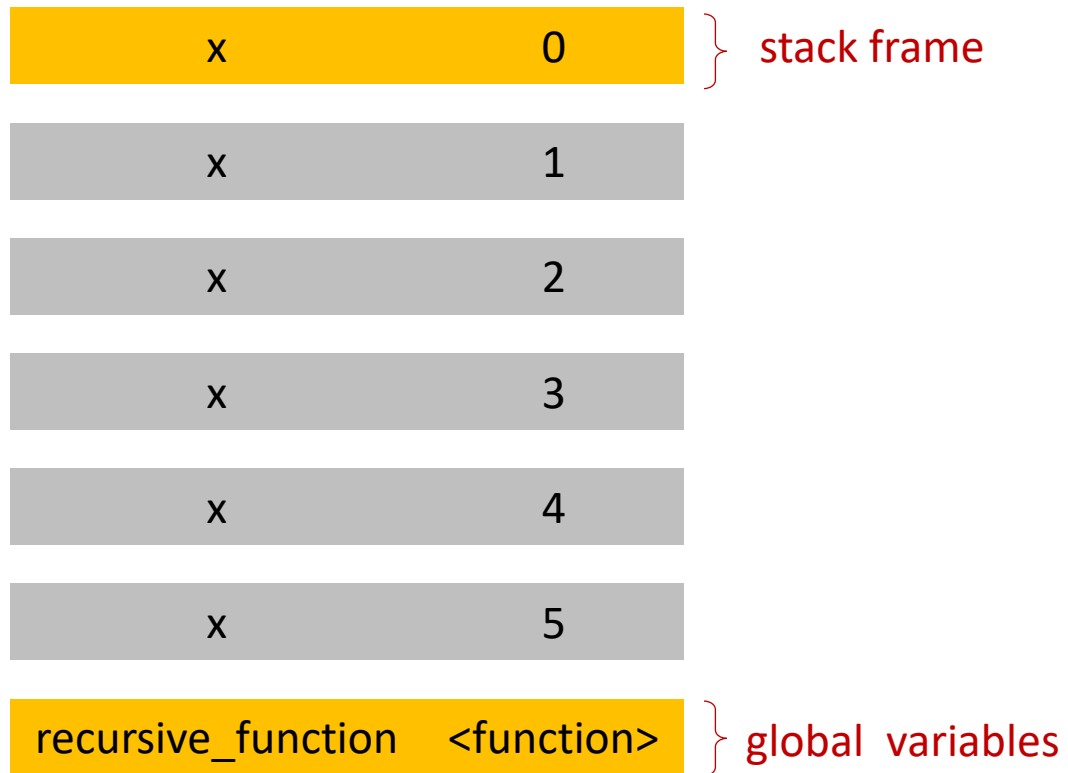 x 0 stack frame
x 1
x 2
x 3
x 4
x 5
recursive_function <function> global variables